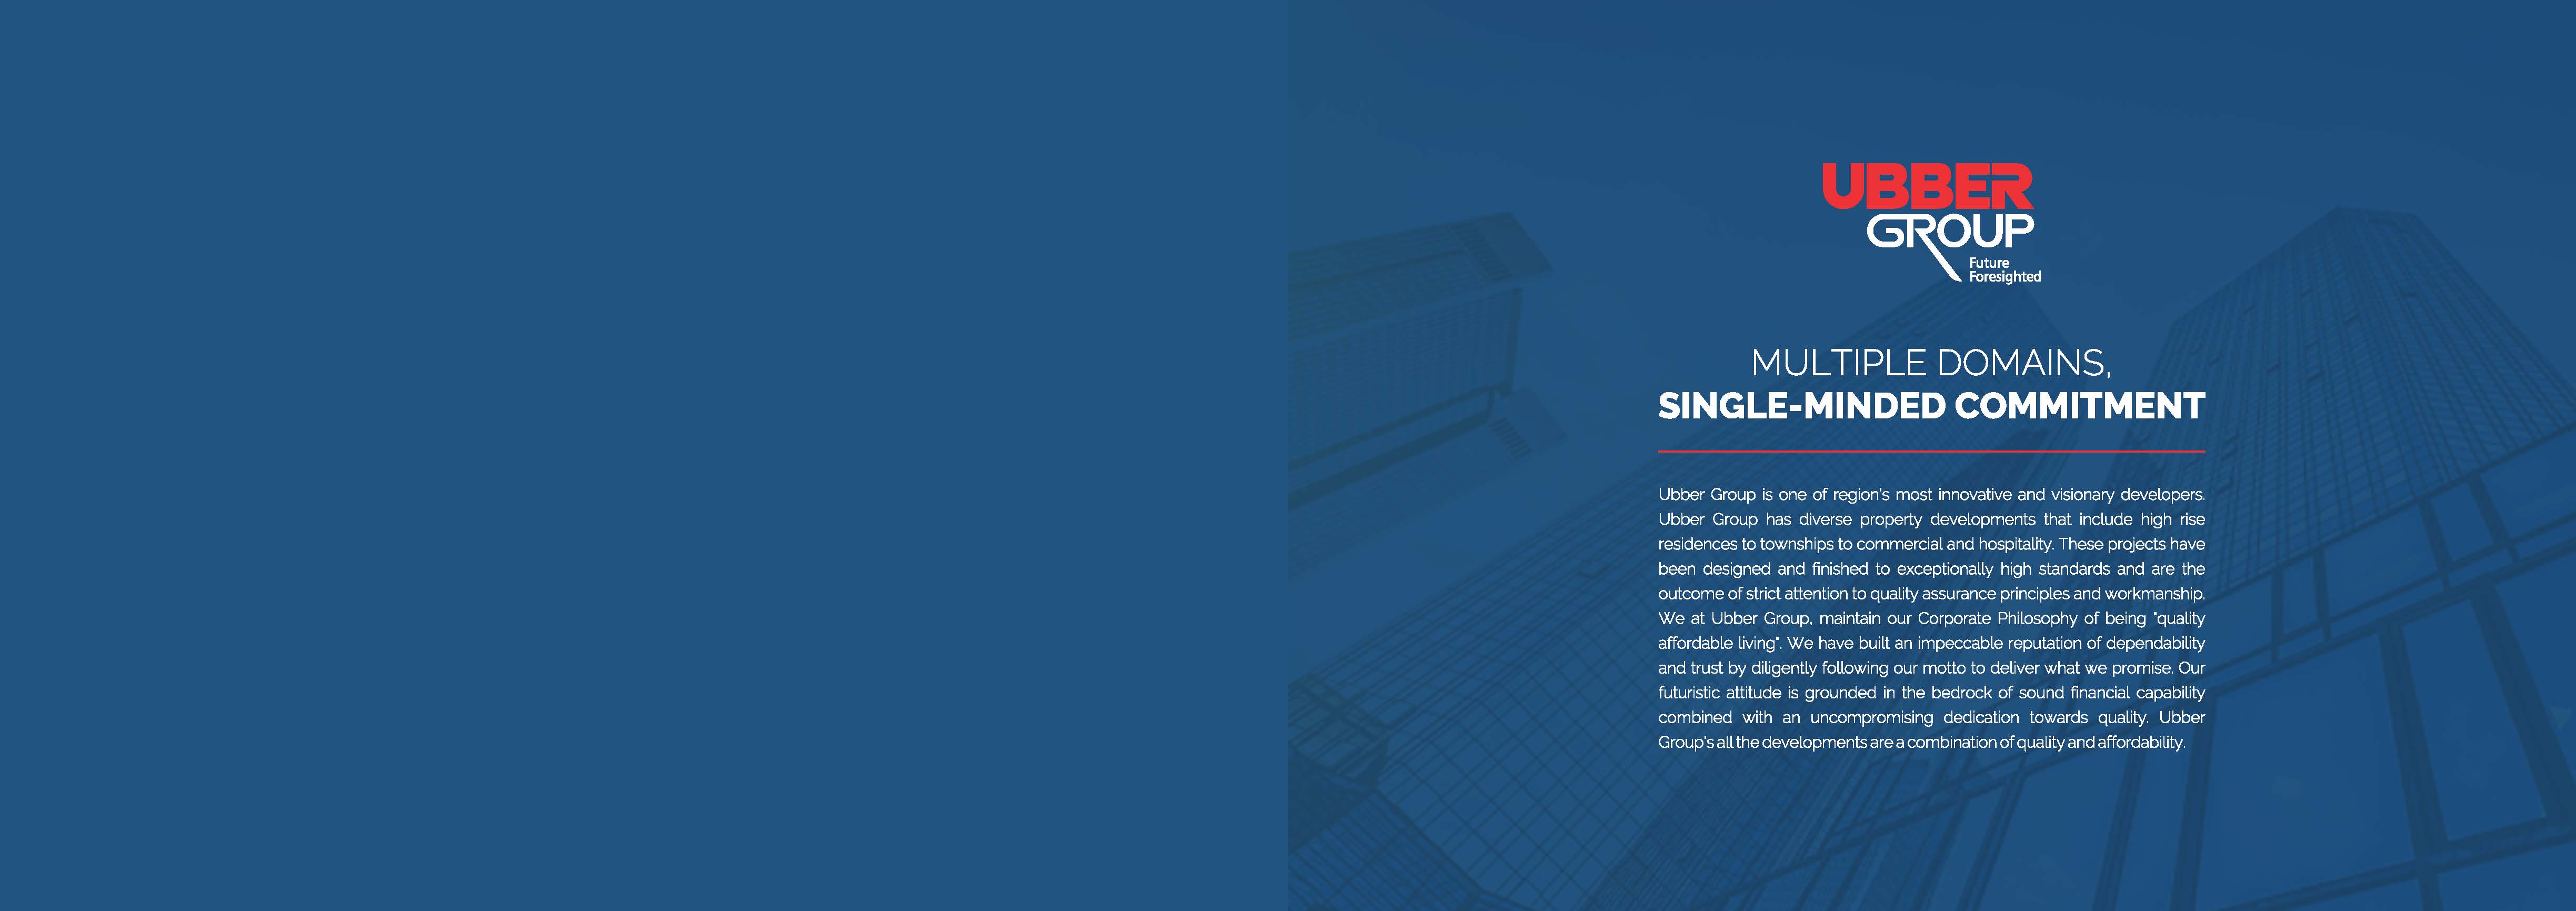 UBBER
GROUP
Future
Foresighted
MULTIPLE DOMAINS,
SINGLE-MINDED COMMITMENT
Ubber Group is one of region's most innovative and visionary developers.
Ubber Group has diverse property developments that include high rise
residences to townships to commercial and hospitality. These projects have
been designed and finished to exceptionally high standards and are the
outcome of strict attention to quality assurance principles and workmanship.
We at Ubber Group, maintain our Corporate Philosophy of being "quality
affordable living". We have built an impeccable reputation of dependability
and trust by diligently following our motto to deliver what we promise. Our
futuristic attitude is grounded in the bedrock of sound financial capability
combined with an uncompromising dedication towards quality. Ubber
Group's all the developments are a combination of quality and affordability.